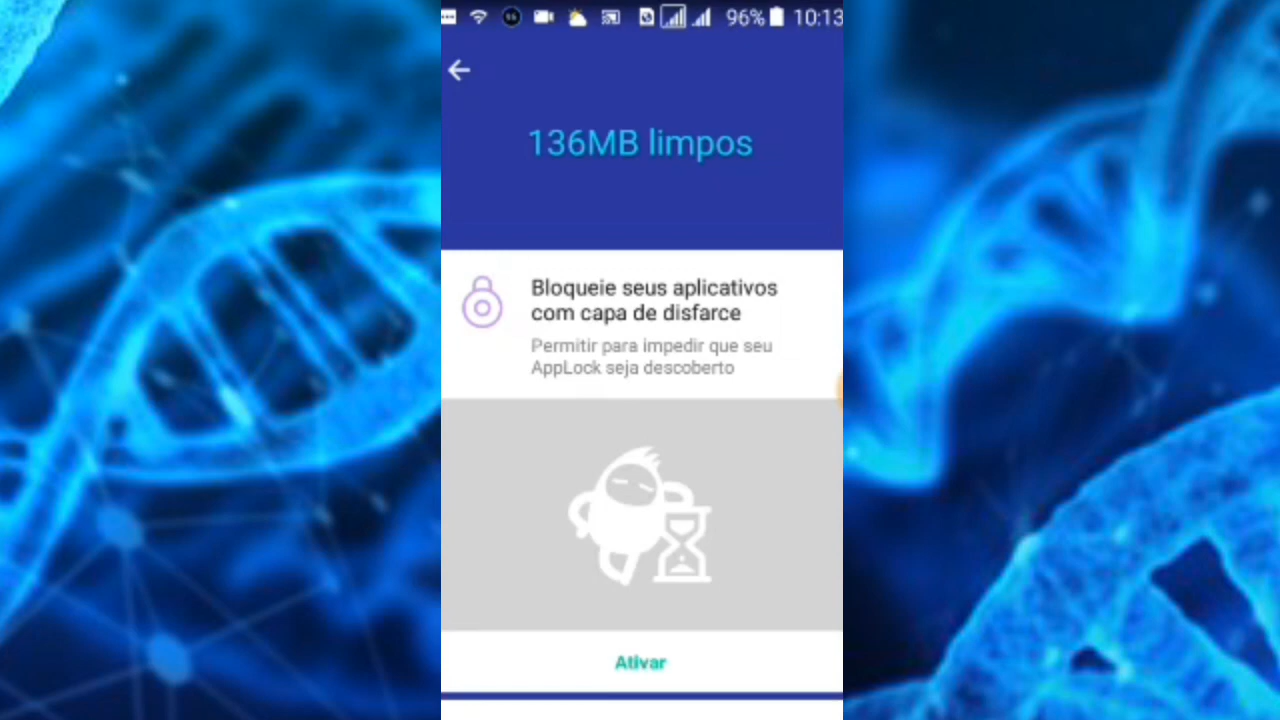 96% 10:13
136MB limpos
Bloqueie seus aplicativos
com capa de disfarce
Permitir para impedir que seu
AppLock seja descoberto
Ativar